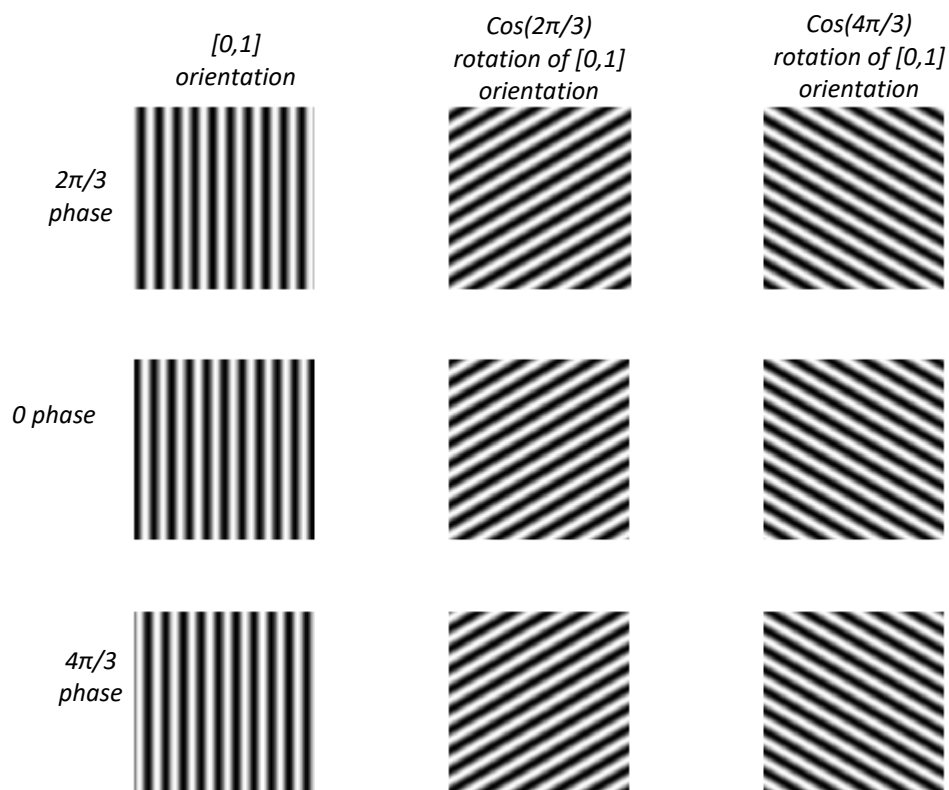 [0,1]
orientation
Cos(2π/3)
rotation of [0,1]
orientation
Cos(4π/3)
rotation of [0,1]
orientation
2π/3
phase
0 phase
4π/3
phase